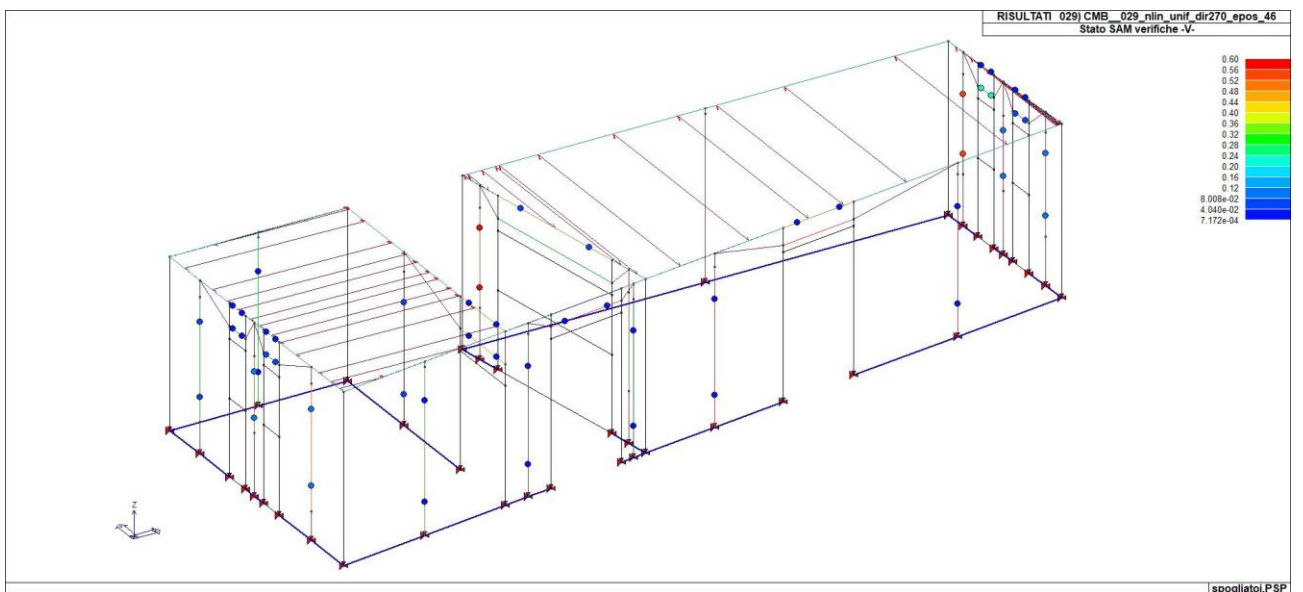 RISULTATI 029) CMB__029_nlin_unif_dir270_epos_46
Stato SAM verifiche -V-
0.60
0.56
0.52
0.48
0.44
0.40
0.36
0.32
0.28
0.24
0.20
0.16
0.12
8.008e-02
4.040e-02
7.172e-04
Z
spogliatoi.PSP